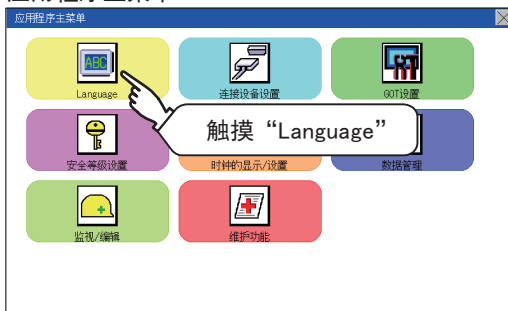 应用程序主菜单
ABC
Language
连接设备设置
GOT设置
触摸“Language”
安全等级设置
时钟的显示/设置
数据管理
监视/编辑
维护功能